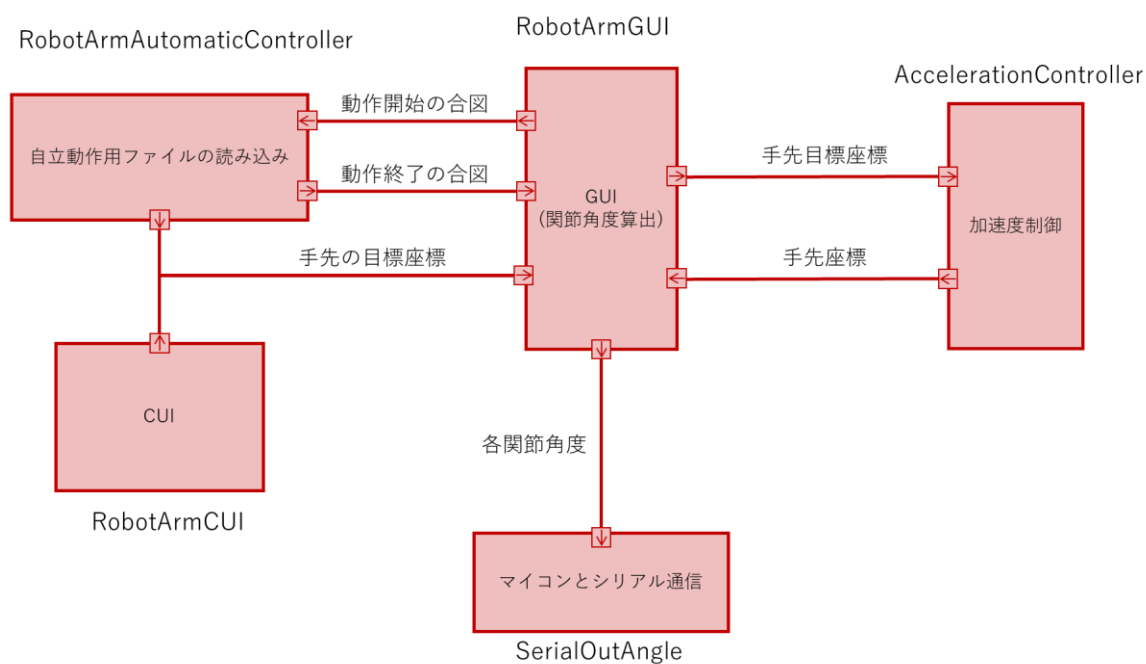 RobotArmAutomaticController
RobotArmGUI
AccelerationController
動作開始の合図
自立動作用ファイルの読み込み
動作終了の合図
手先の目標座標
GUI
(関節角度算出)
手先目標座標
加速度制御
手先座標
CUI
RobotArmCUI
各関節角度
マイコンとシリアル通信
SerialOutAngle